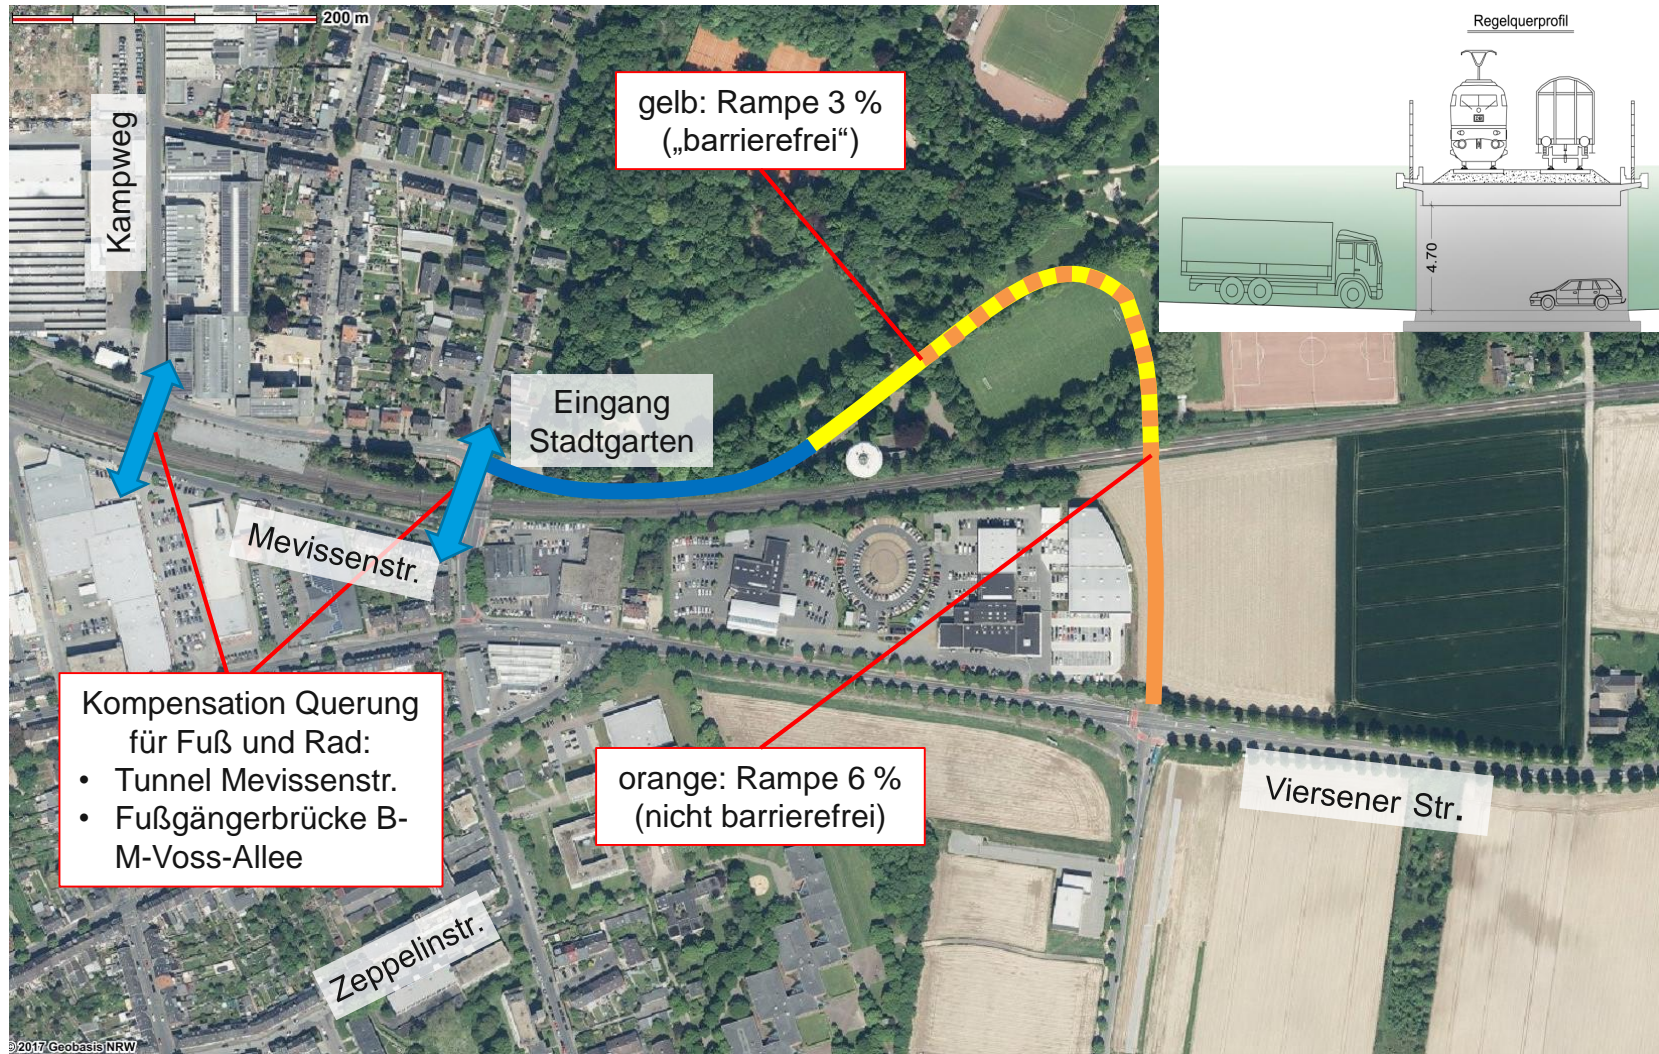 200 m
Regelquerprofil
4.70
gelb: Rampe 3 %
(„barrierefrei“)
Kampweg
Eingang
Stadtgarten
Mevissenstr.
Kompensation Querung
für Fuß und Rad:
• Tunnel Mevissenstr.
• Fußgängerbrücke B-
M-Voss-Allee
orange: Rampe 6 %
(nicht barrierefrei)
Viersener Str.
Zeppelinstr.
© 2017 Geobasis NRW